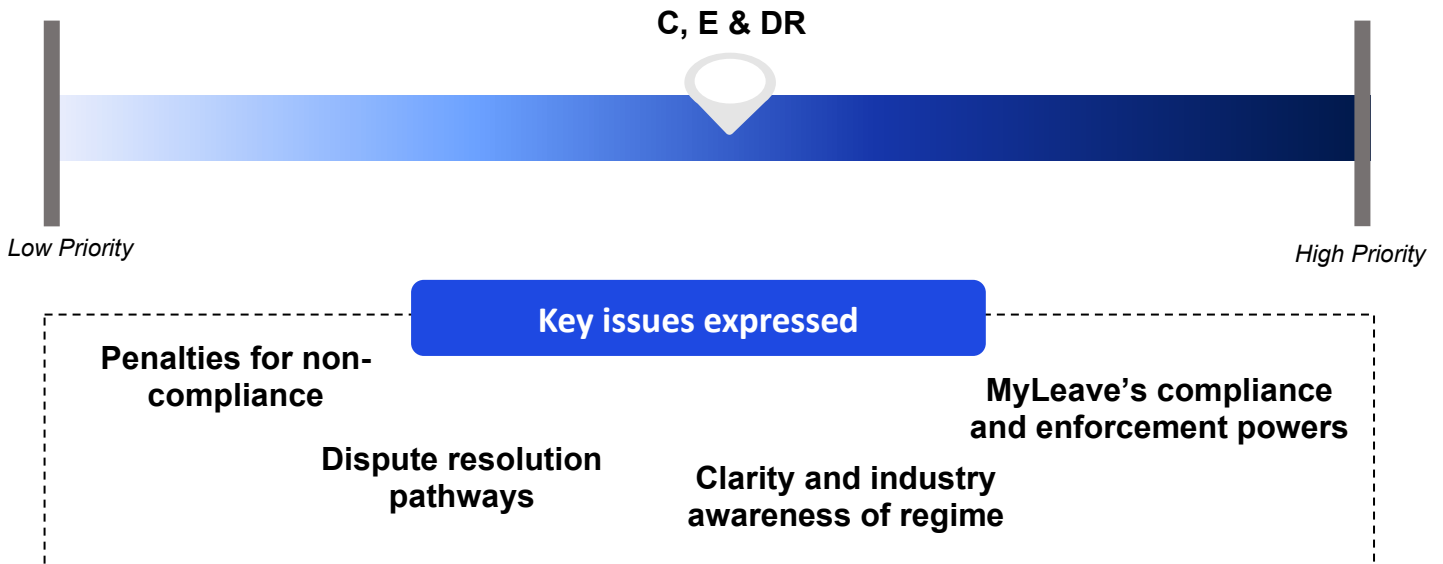 C, E & DR
Low Priority
High Priority
Key issues expressed
Penalties for non-
compliance
MyLeave’s compliance
and enforcement powers
Dispute resolution
pathways
Clarity and industry
awareness of regime